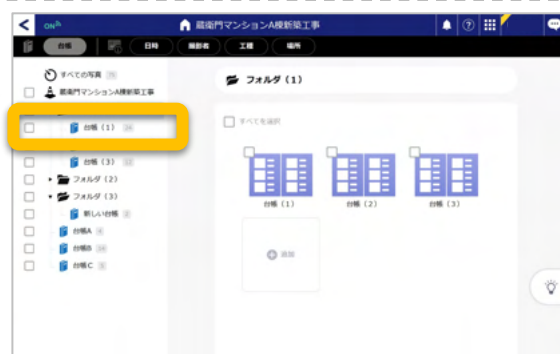 ON
蔵衛門マンションA棟新築工事
台帳
日時
撮影者
工種
場所
すべての写真
蔵衛門マンションA棟新築工事
台帳 (1) 24
台帳 (3) 12
フォルダ (2)
フォルダ (3)
新しい台帳
台帳A
台帳B
台帳C
フォルダ (1)
すべてを選択
台帳 (1)
台帳 (2)
台帳 (3)
追加